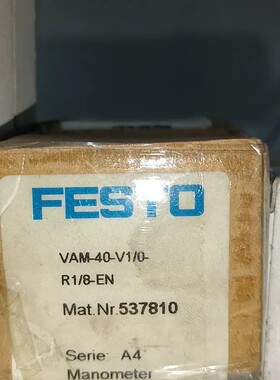 FESTO
VAM-40-V1/0-
R1/8-EN
Mat.Nr.537810
Serie: A4
Manometer